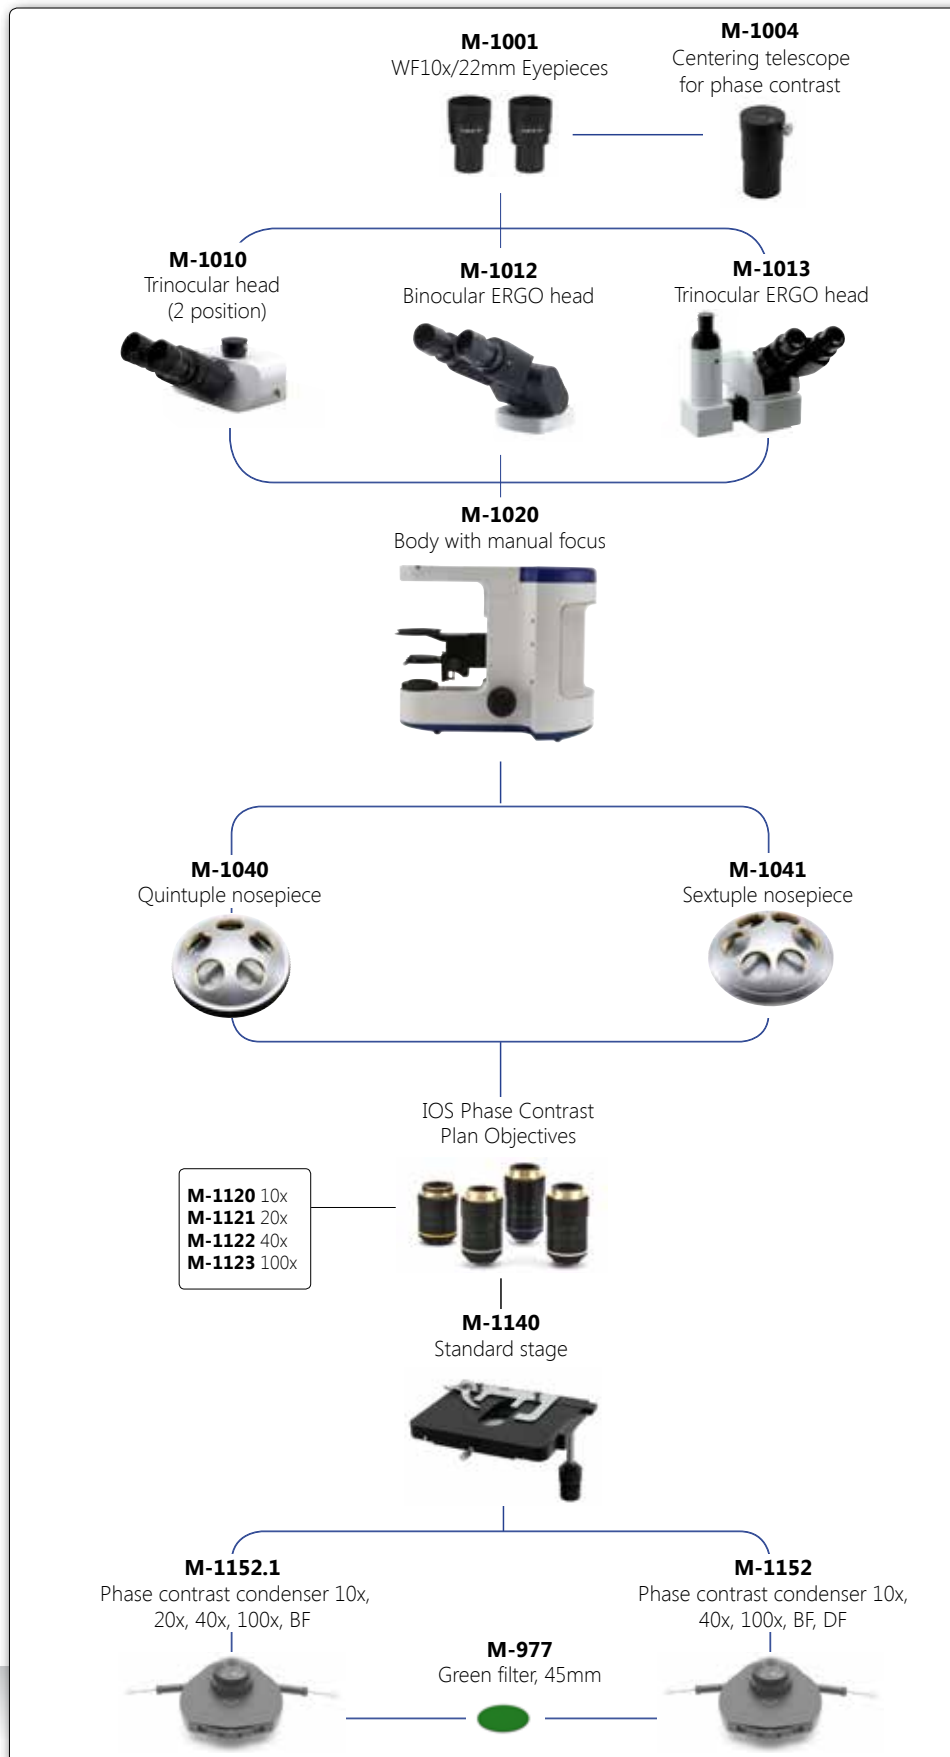 M-1001
WF10x/22mm Eyepieces
M-1004
Centering telescope
for phase contrast
M-1010
Trinocular head
(2 position)
M-1012
Binocular ERGO head
M-1013
Trinocular ERGO head
M-1020
Body with manual focus
M-1040
Quintuple nosepiece
M-1041
Sextuple nosepiece
IOS Phase Contrast
Plan Objectives
M-1120 10x
M-1121 20x
M-1122 40x
M-1123 100x
M-1140
Standard stage
M-1152.1
Phase contrast condenser 10x,
20x, 40x, 100x, BF
M-1152
Phase contrast condenser 10x,
40x, 100x, BF, DF
M-977
Green filter, 45mm